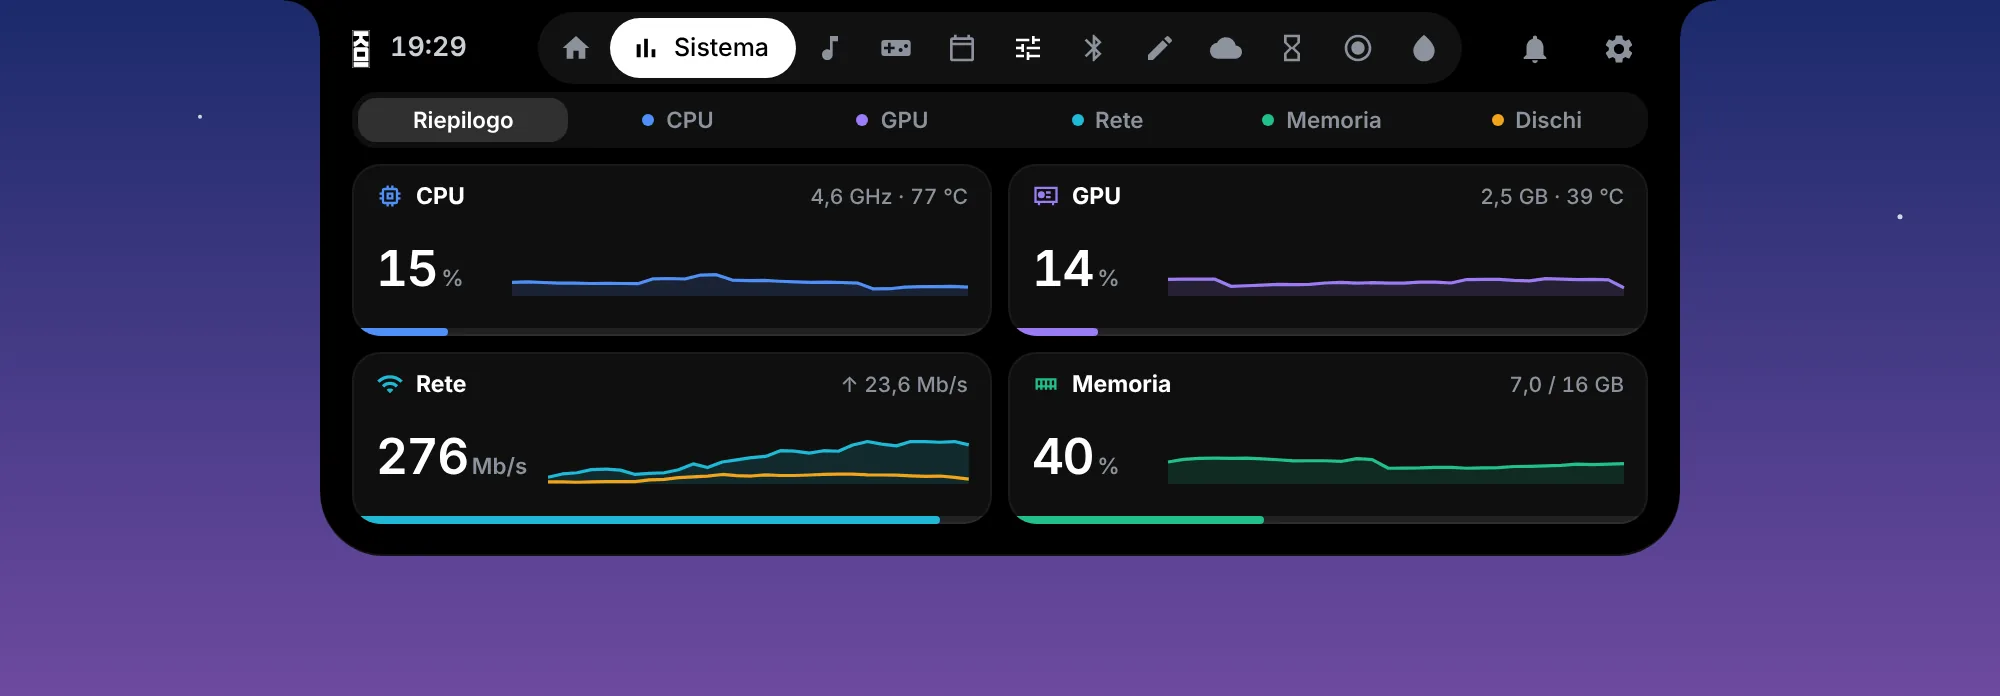 19:29
Sistema
Riepilogo
CPU
GPU
Rete
Memoria
Dischi
CPU
4,6 GHz · 77 °C
15 %
GPU
2,5 GB · 39 °C
14 %
Rete
↑ 23,6 Mb/s
276 Mb/s
Memoria
7,0 / 16 GB
40 %